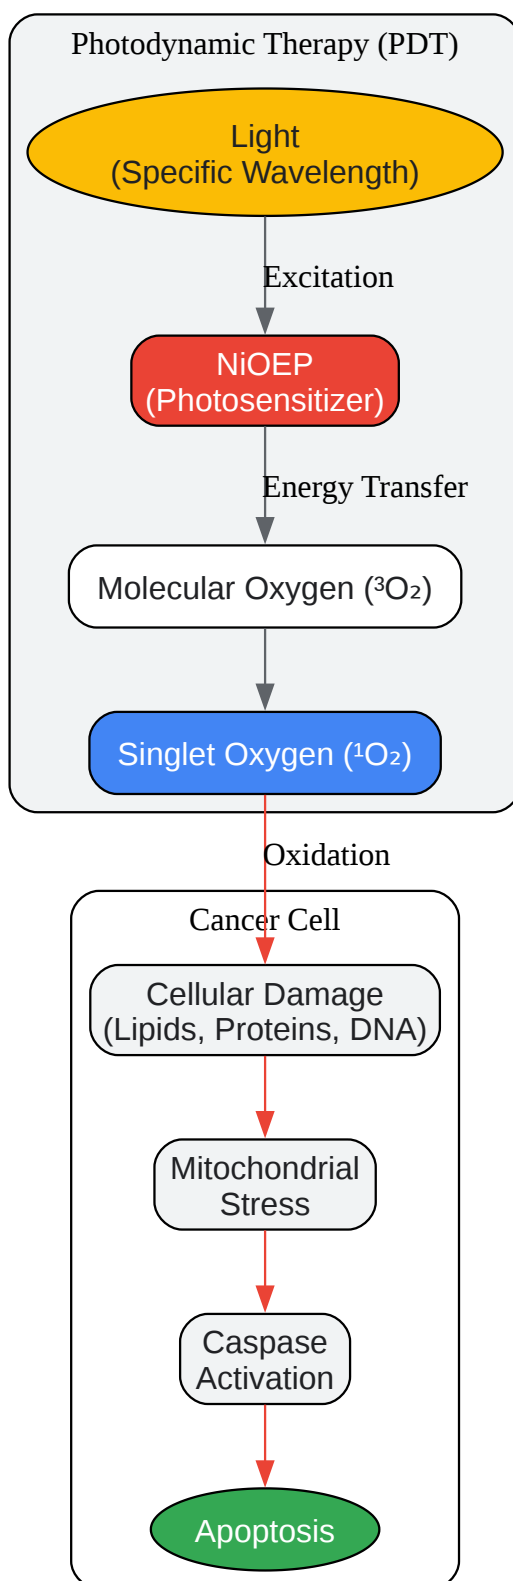 Photodynamic Therapy (PDT)
Light
(Specific Wavelength)
Excitation
NiOEP
(Photosensitizer)
Energy Transfer
Molecular Oxygen (³O₂)
Singlet Oxygen (¹O₂)
Oxidation
Cancer Cell
Cellular Damage
(Lipids, Proteins, DNA)
Mitochondrial
Stress
Caspase
Activation
Apoptosis